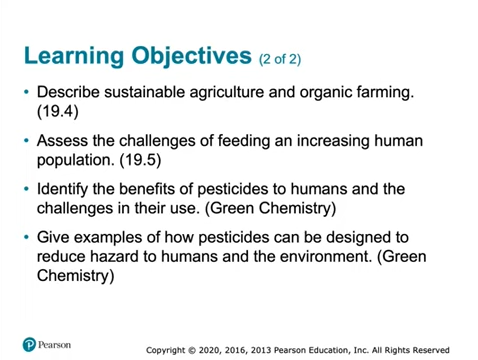 Learning Objectives (2 of 2)
• Describe sustainable agriculture and organic farming.
(19.4)
• Assess the challenges of feeding an increasing human
population. (19.5)
• Identify the benefits of pesticides to humans and the
challenges in their use. (Green Chemistry)
• Give examples of how pesticides can be designed to
reduce hazard to humans and the environment. (Green
Chemistry)
Pearson
Copyright © 2020, 2016, 2013 Pearson Education, Inc. All Rights Reserved